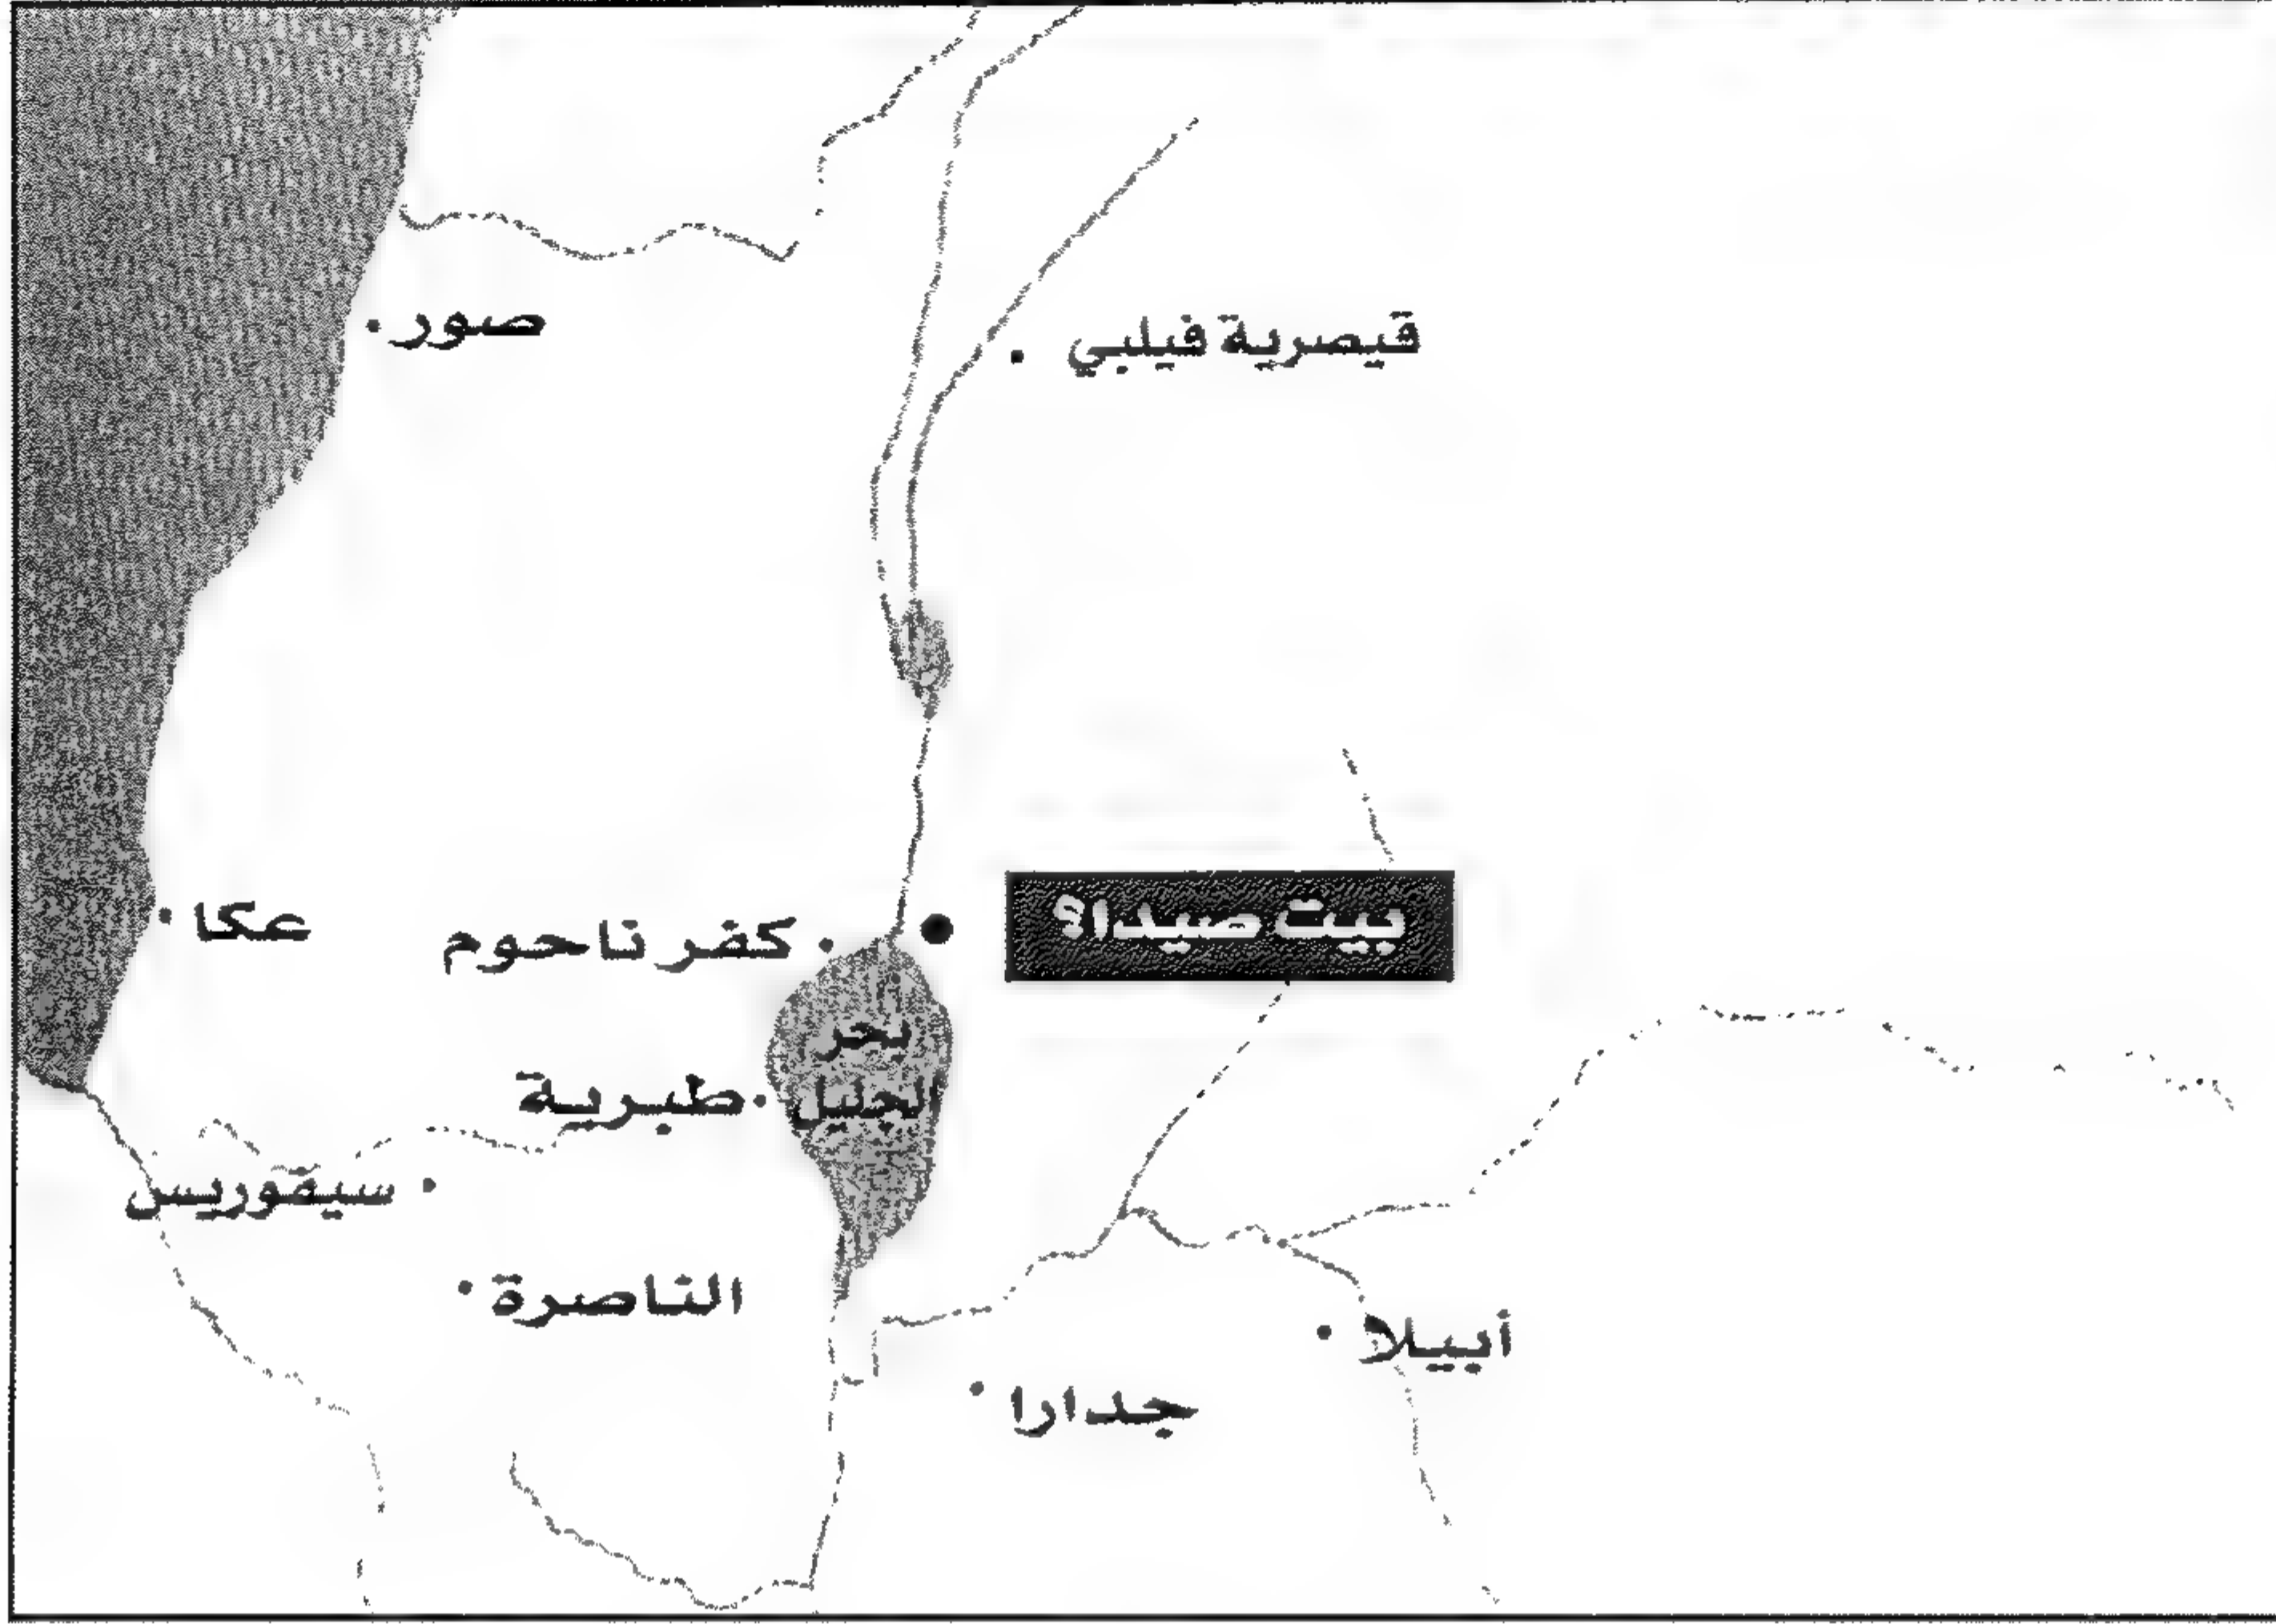 صور
قيصرية فيلبي
عكا
كفر ناحوم
بيت صيدا؟
بحر
الجليل
طبرية
سيفوريس
الناصرة
أبيلا
جدارا